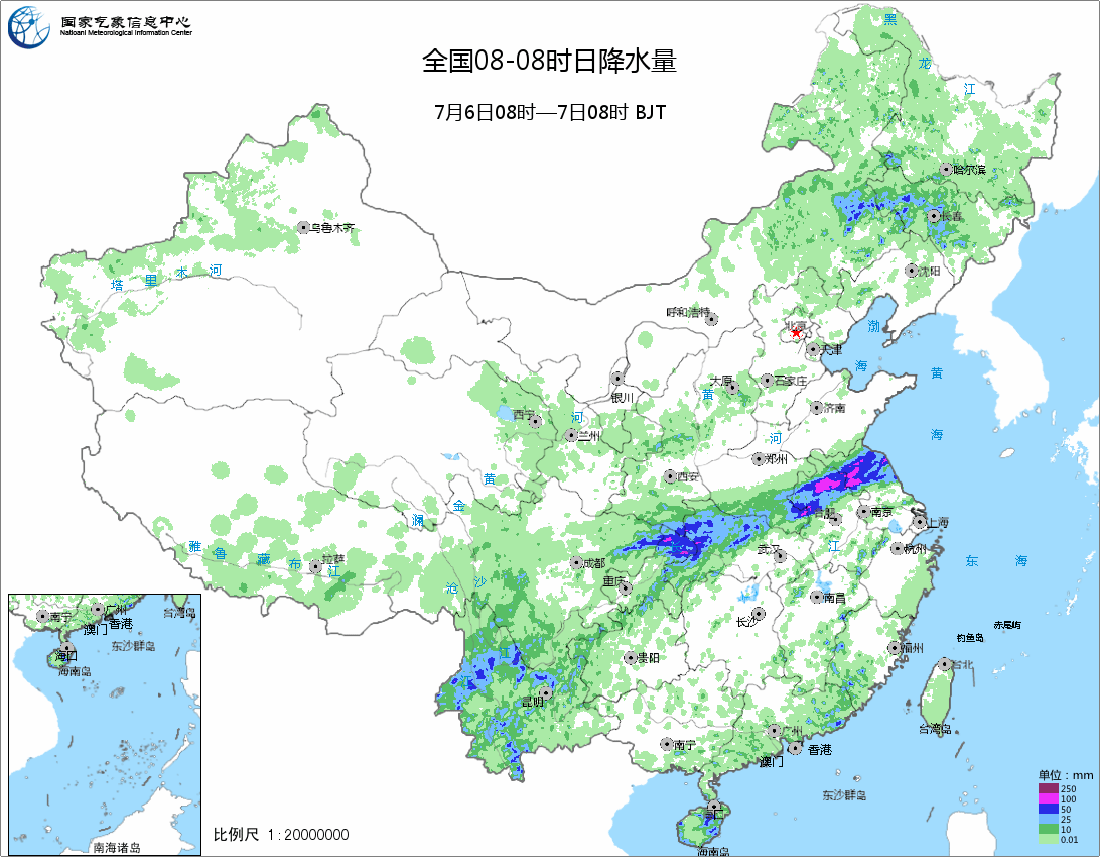 国家气象信息中心
Naitioanl Meteorological Information Center
全国08-08时日降水量
7月6日08时—7日08时 BJT
黑
龙
江
哈尔滨
长春
乌鲁木齐
塔 里 木 河
沈阳
呼和浩特
北京
渤
天津
海
黄
太原
石家庄
银川
黄
济南
西宁
河
兰州
河
海
郑州
西安
黄
金
澜
合肥
南京
上海
雅 鲁 藏 布 江
拉萨
成都
武汉
江
杭州
东 海
重庆
沧
沙
南昌
长沙
赤尾屿
钓鱼岛
江
福州
贵阳
台北
昆明
台湾岛
广州
南宁
香港
澳门
海口
海南岛
东沙群岛
南宁
广州
台湾岛
香港
澳门
东沙群岛
海口
海南岛
南海诸岛
比例尺 1:20000000
单位：mm
250
100
50
25
10
0.01